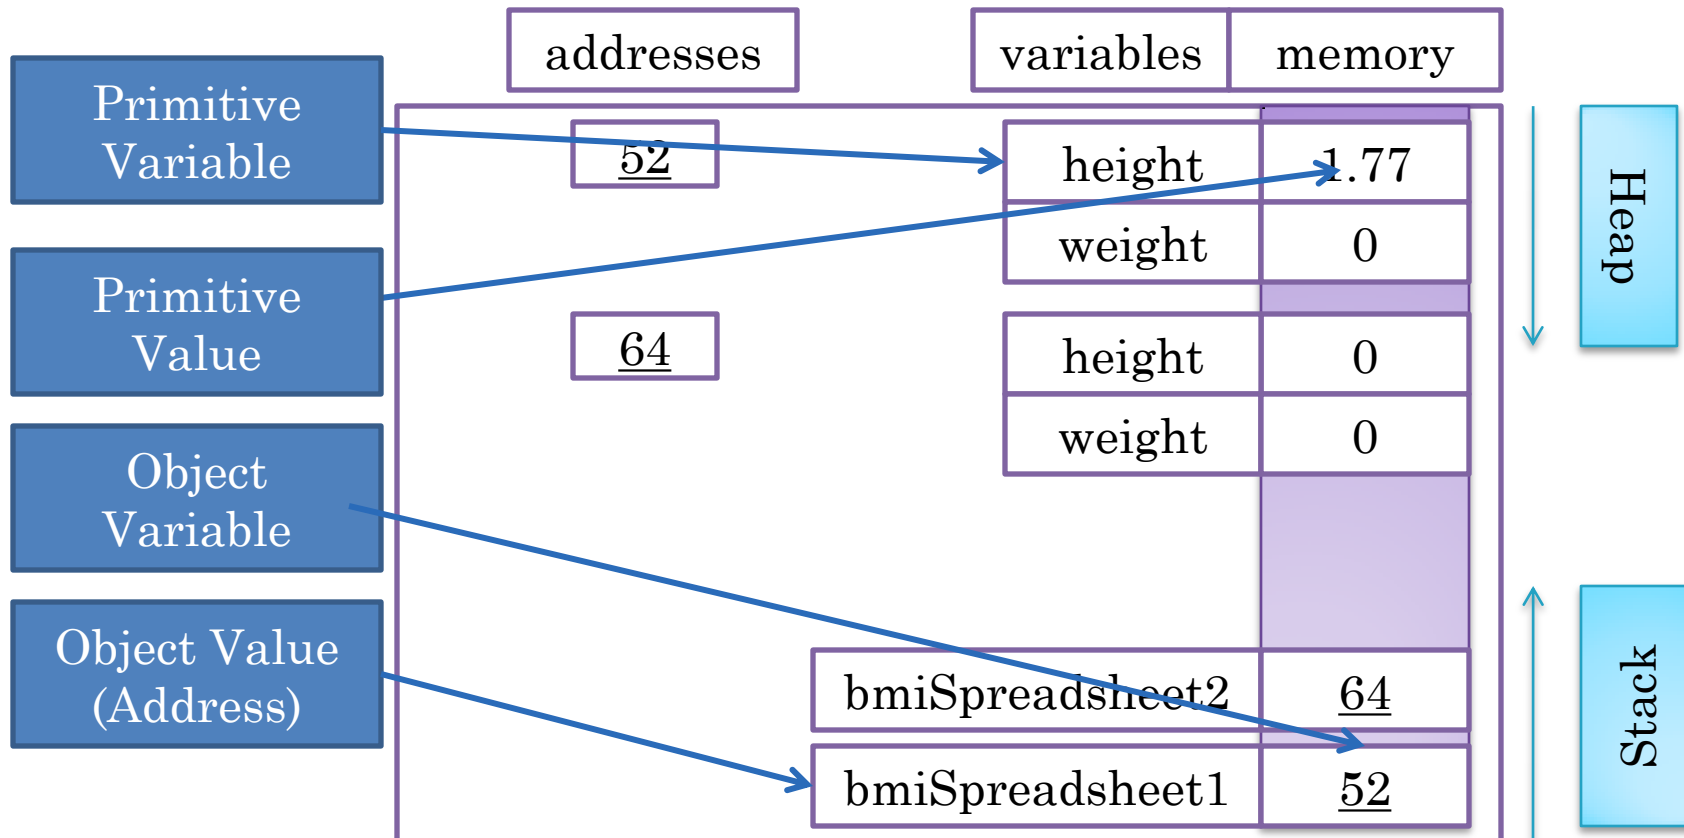 addresses
variables
memory
Primitive
Variable
52
height
1.77
Heap
weight
0
Primitive
Value
64
height
0
weight
0
Object
Variable
Object Value
(Address)
bmiSpreadsheet2
64
Stack
bmiSpreadsheet1
52